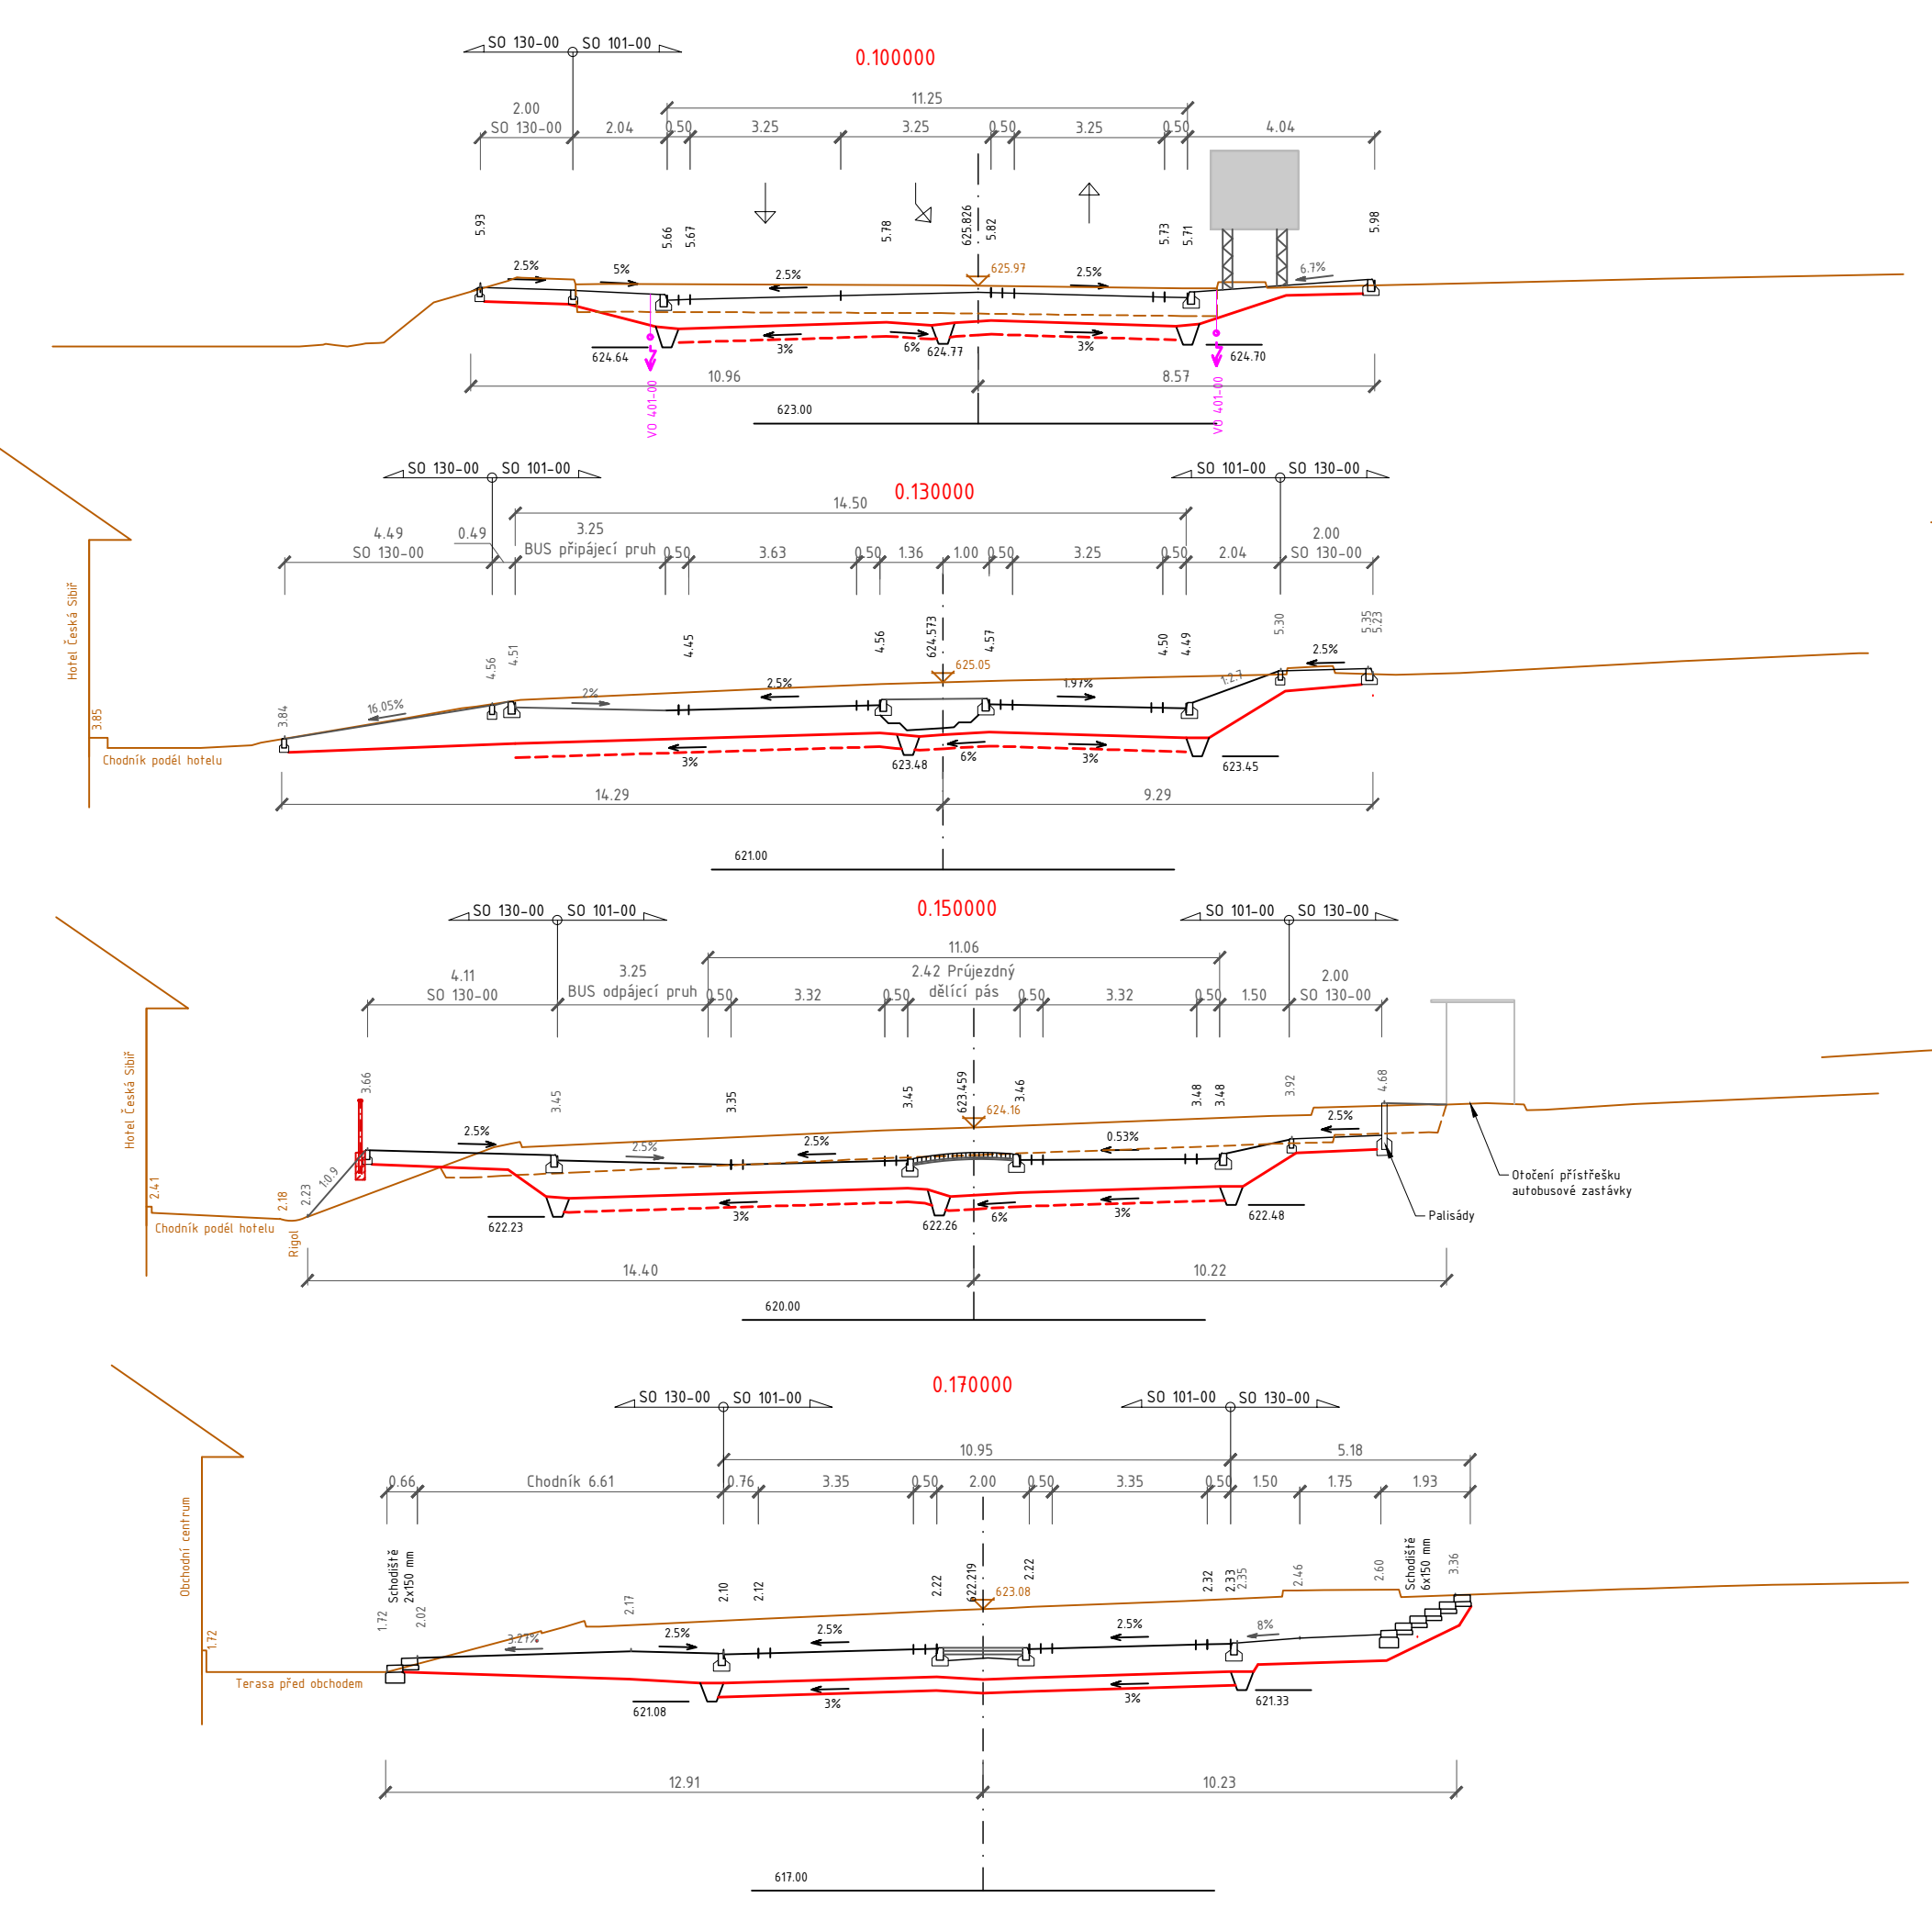 SO 130-00 SO 101-00
0.100000
11.25
2.00
SO 130-00 2.04 0.50 3.25 3.25 0.50 3.25 0.50 4.04
5.93 5.66 5.67 5.78 625.826 5.82 5.73 5.71 5.98
625.97
2.5% 5% 2.5% 2.5% 6.7%
624.64 3% 6% 624.77 3% 624.70
10.96 8.57
VO 401-00 VO 401-00
623.00
SO 130-00 SO 101-00 SO 101-00 SO 130-00
0.130000
14.50
4.49 0.49 3.25 2.00
SO 130-00 BUS připájecí pruh 0.50 3.63 0.50 1.36 1.00 0.50 3.25 0.50 2.04 SO 130-00
Hotel Česká Sibiř
3.85 3.84 4.56 4.51 4.45 4.56 624.573 4.57 4.50 4.49 5.30 5.35 5.23
625.05
16.05% 2% 2.5% 1.97% 1:2.7 2.5%
Chodník podél hotelu
3% 623.48 6% 3% 623.45
14.29 9.29
621.00
SO 130-00 SO 101-00 SO 101-00 SO 130-00
0.150000
11.06
4.11 3.25 2.42 Průjezdný 2.00
SO 130-00 BUS odpájecí pruh 0.50 3.32 0.50 dělící pás 0.50 3.32 0.50 1.50 SO 130-00
Hotel Česká Sibiř
3.66 3.45 3.35 3.45 623.459 3.46 3.48 3.48 3.92 4.68
624.16
2.5% 2.5% 2.5% 0.53% 2.5%
1:0.9
2.41 2.18 2.23
Chodník podél hotelu
Rigol
Otočení přístřešku
autobusové zastávky
Palisády
622.23 3% 622.26 6% 3% 622.48
14.40 10.22
620.00
0.170000
SO 130-00 SO 101-00 SO 101-00 SO 130-00
10.95 5.18
0.66 Chodník 6.61 0.76 3.35 0.50 2.00 0.50 3.35 0.50 1.50 1.75 1.93
Obchodní centrum
Schodiště
2x150 mm
Schodiště
6x150 mm
1.72 1.72 2.02 2.17 2.10 2.12 2.22 622.219 2.22 2.32 2.33 2.35 2.46 2.60 3.36
623.08
3.27% 2.5% 2.5% 2.5% 8%
Terasa před obchodem
621.08 3% 3% 621.33
12.91 10.23
617.00